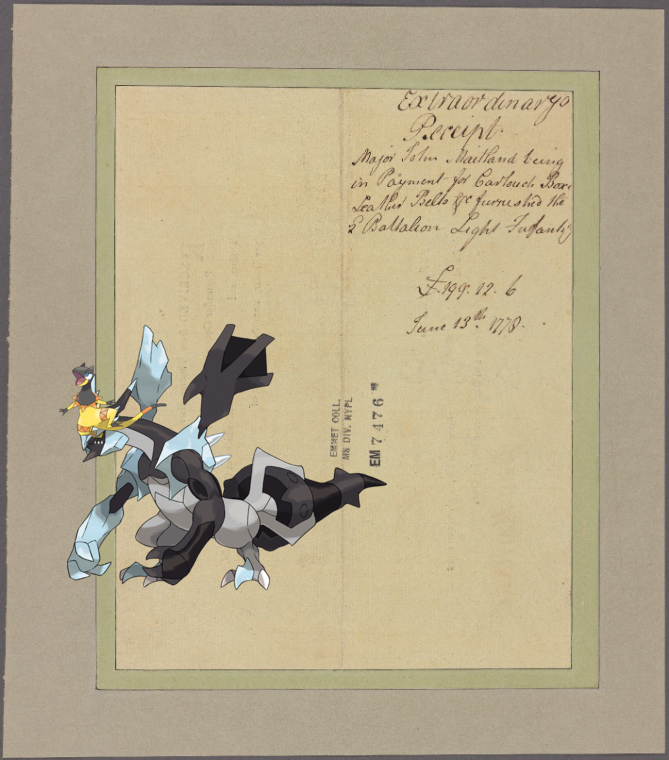 Extraordinarys
Receipt.
Major John Maitland being
in Payment for Cartouch Boxes
Leather Belts &c furnished the
2 Battalion Light Infantry
£.199.12.6
June 13th 1778.
EMMET COLL.
MS DIV. NYPL
EM 7476